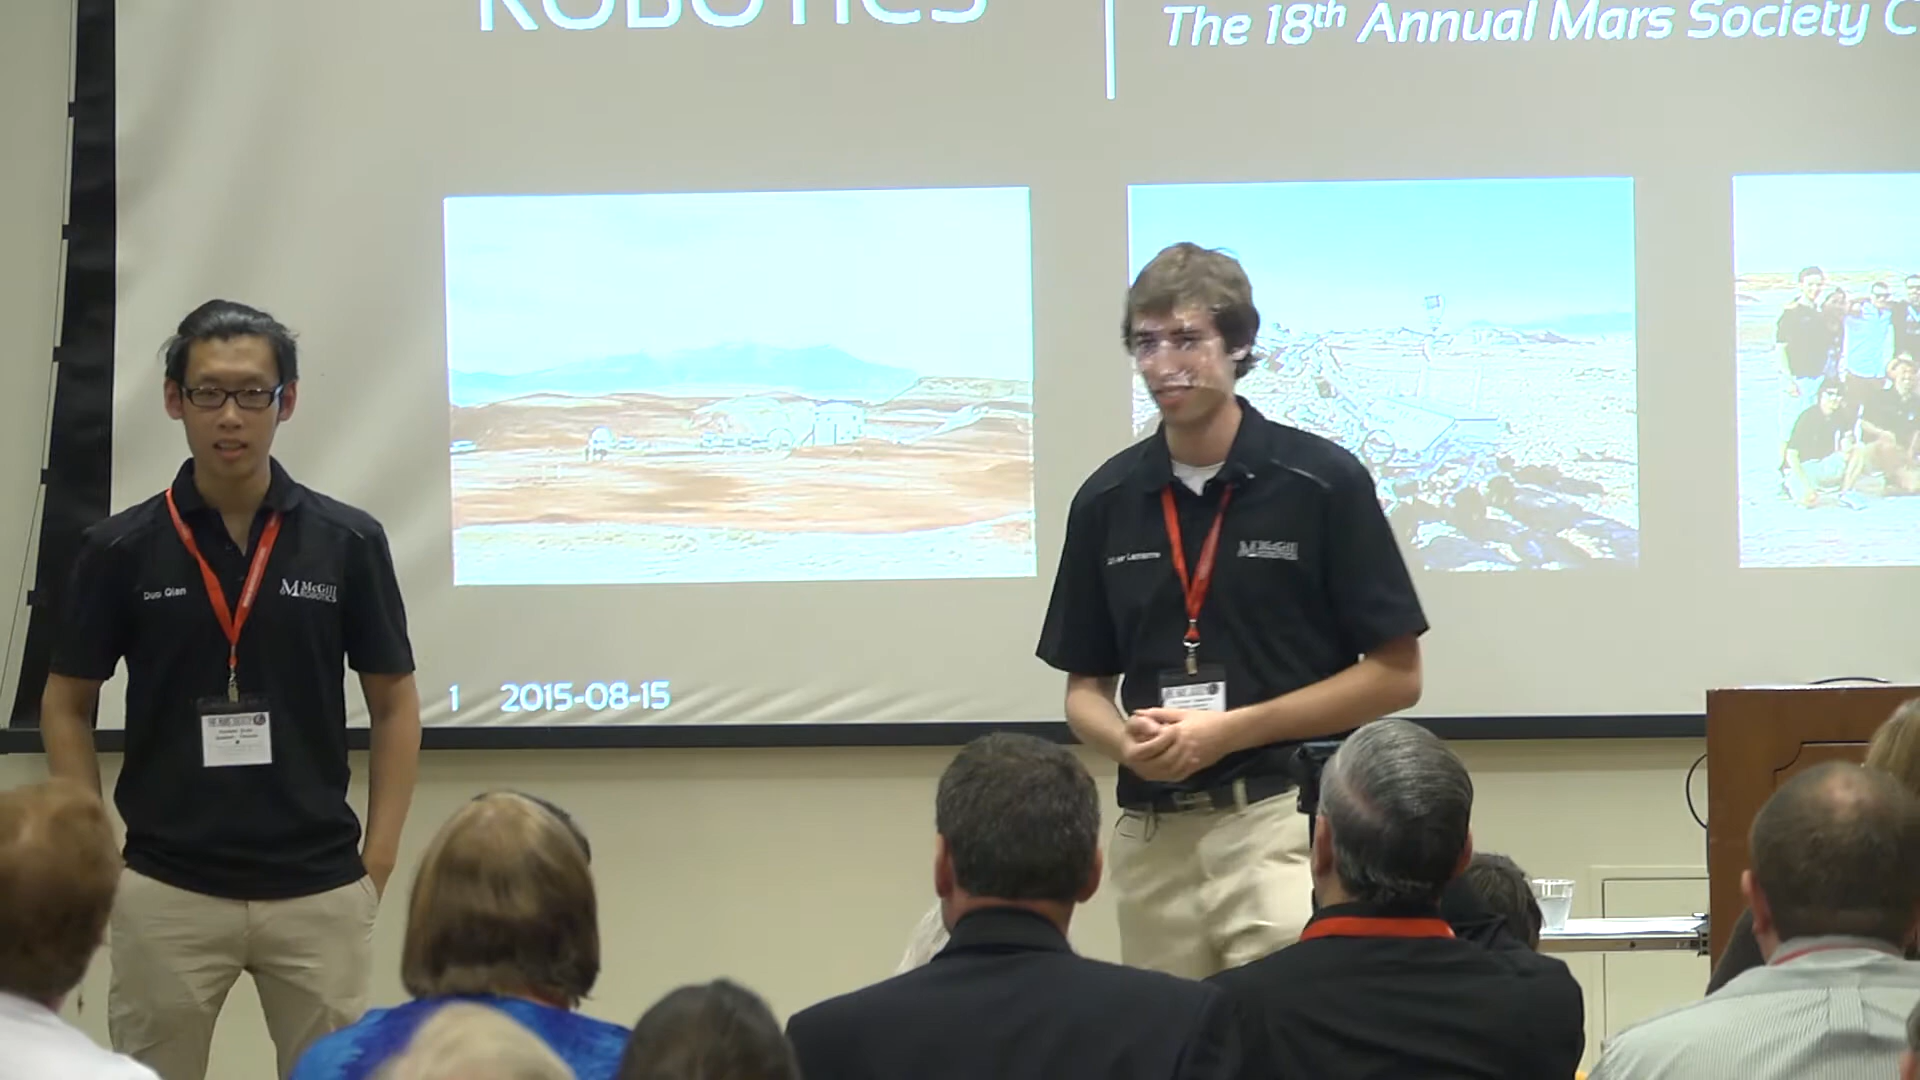 ROBOTICS
The 18th Annual Mars Society C
Duo Qian
McGill
ROBOTICS
McGill
1 2015-08-15